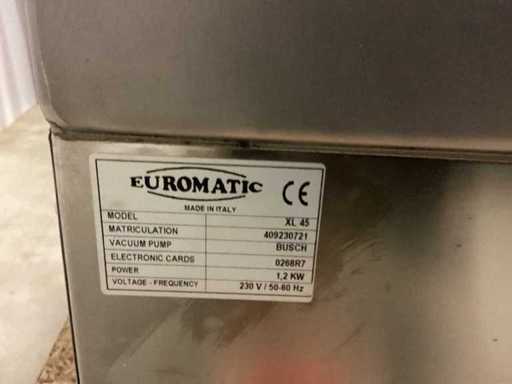 EUROMATIC CE
MADE IN ITALY
MODEL XL 45
MATRICULATION 409230721
VACUUM PUMP BUSCH
ELECTRONIC CARDS 0268R7
POWER 1,2 KW
VOLTAGE - FREQUENCY 230 V / 50-60 Hz